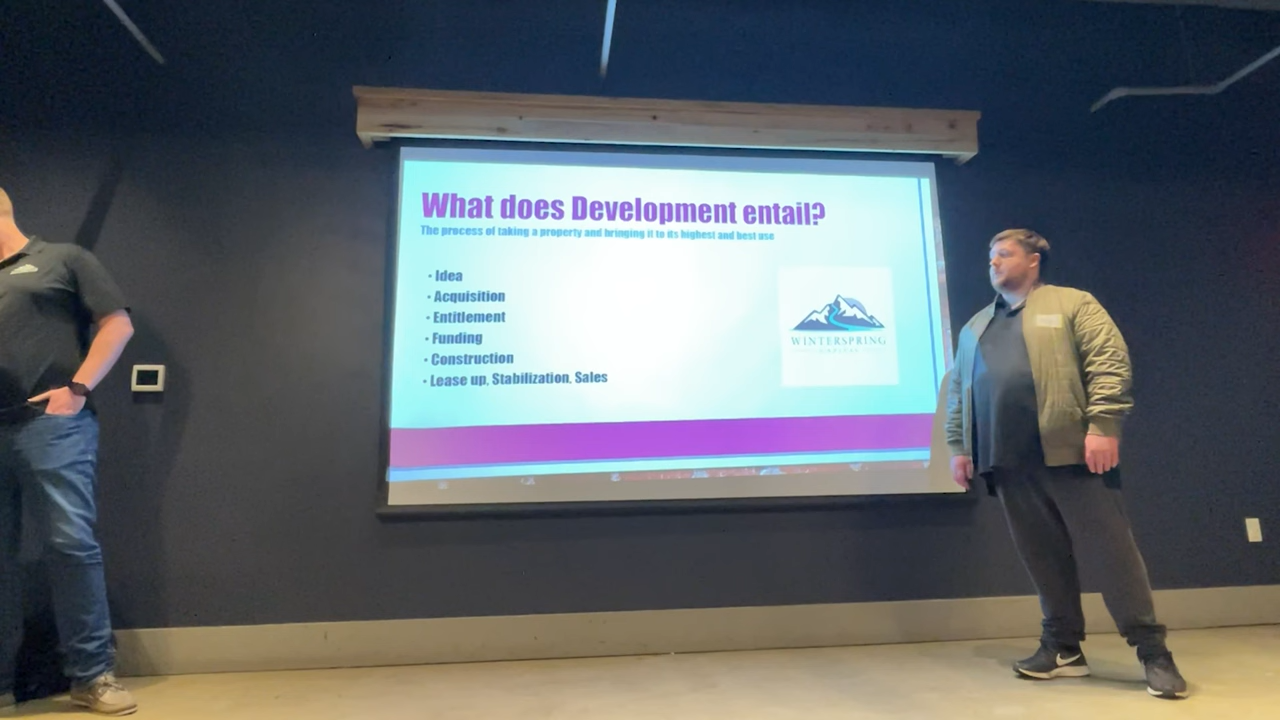 What does Development entail?
The process of taking a property and bringing it to its highest and best use
• Idea
• Acquisition
• Entitlement
• Funding
• Construction
• Lease up, Stabilization, Sales
WINTERSPRING
CAPITAL